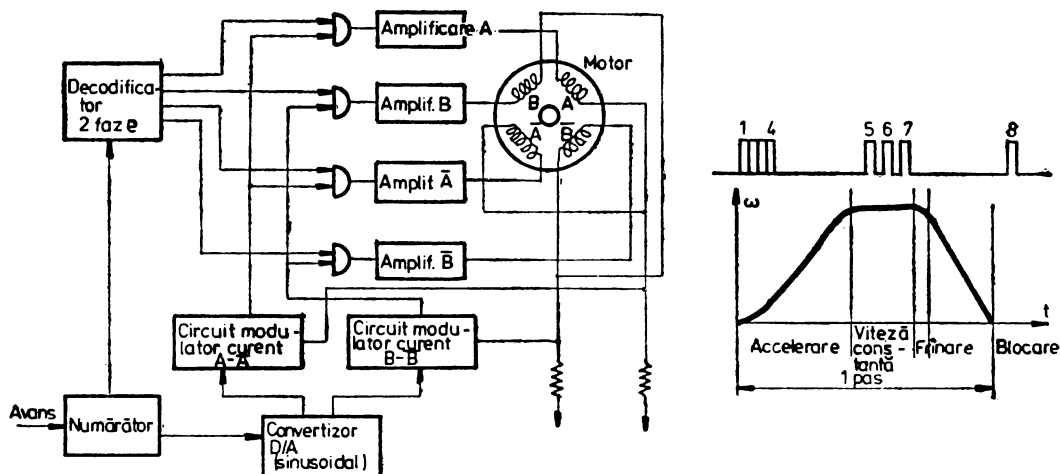 Decodifica-
tor
2 faze
Amplificare A
Amplif. B
Amplif. A̅
Amplif. B̅
Motor
B
A
A̅
B̅
Circuit modu-
lator curent
A-A̅
Circuit modu-
lator curent
B-B̅
Avans
Numărător
Convertizor
D/A
(sinusoidal)
1 4
5 6 7
8
ω
t
Accelerare
Viteză
cons-
tantă
Frînare
Blocare
1 pas